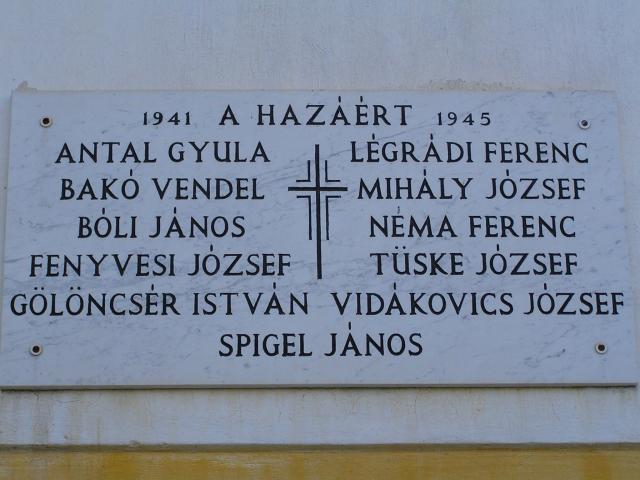 1941 A HAZÁÉRT 1945
ANTAL GYULA LÉGRÁDI FERENC
BAKÓ VENDEL MIHÁLY JÓZSEF
BÓLI JÁNOS NÉMA FERENC
FENYVESI JÓZSEF TÜSKE JÓZSEF
GÖLÖNCSÉR ISTVÁN VIDÁKOVICS JÓZSEF
SPIGEL JÁNOS